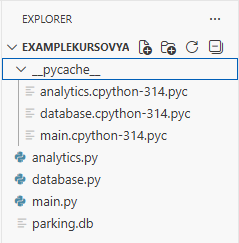 EXPLORER
EXAMPLEKURSOVYA
__pycache__
analytics.cpython-314.pyc
database.cpython-314.pyc
main.cpython-314.pyc
analytics.py
database.py
main.py
parking.db